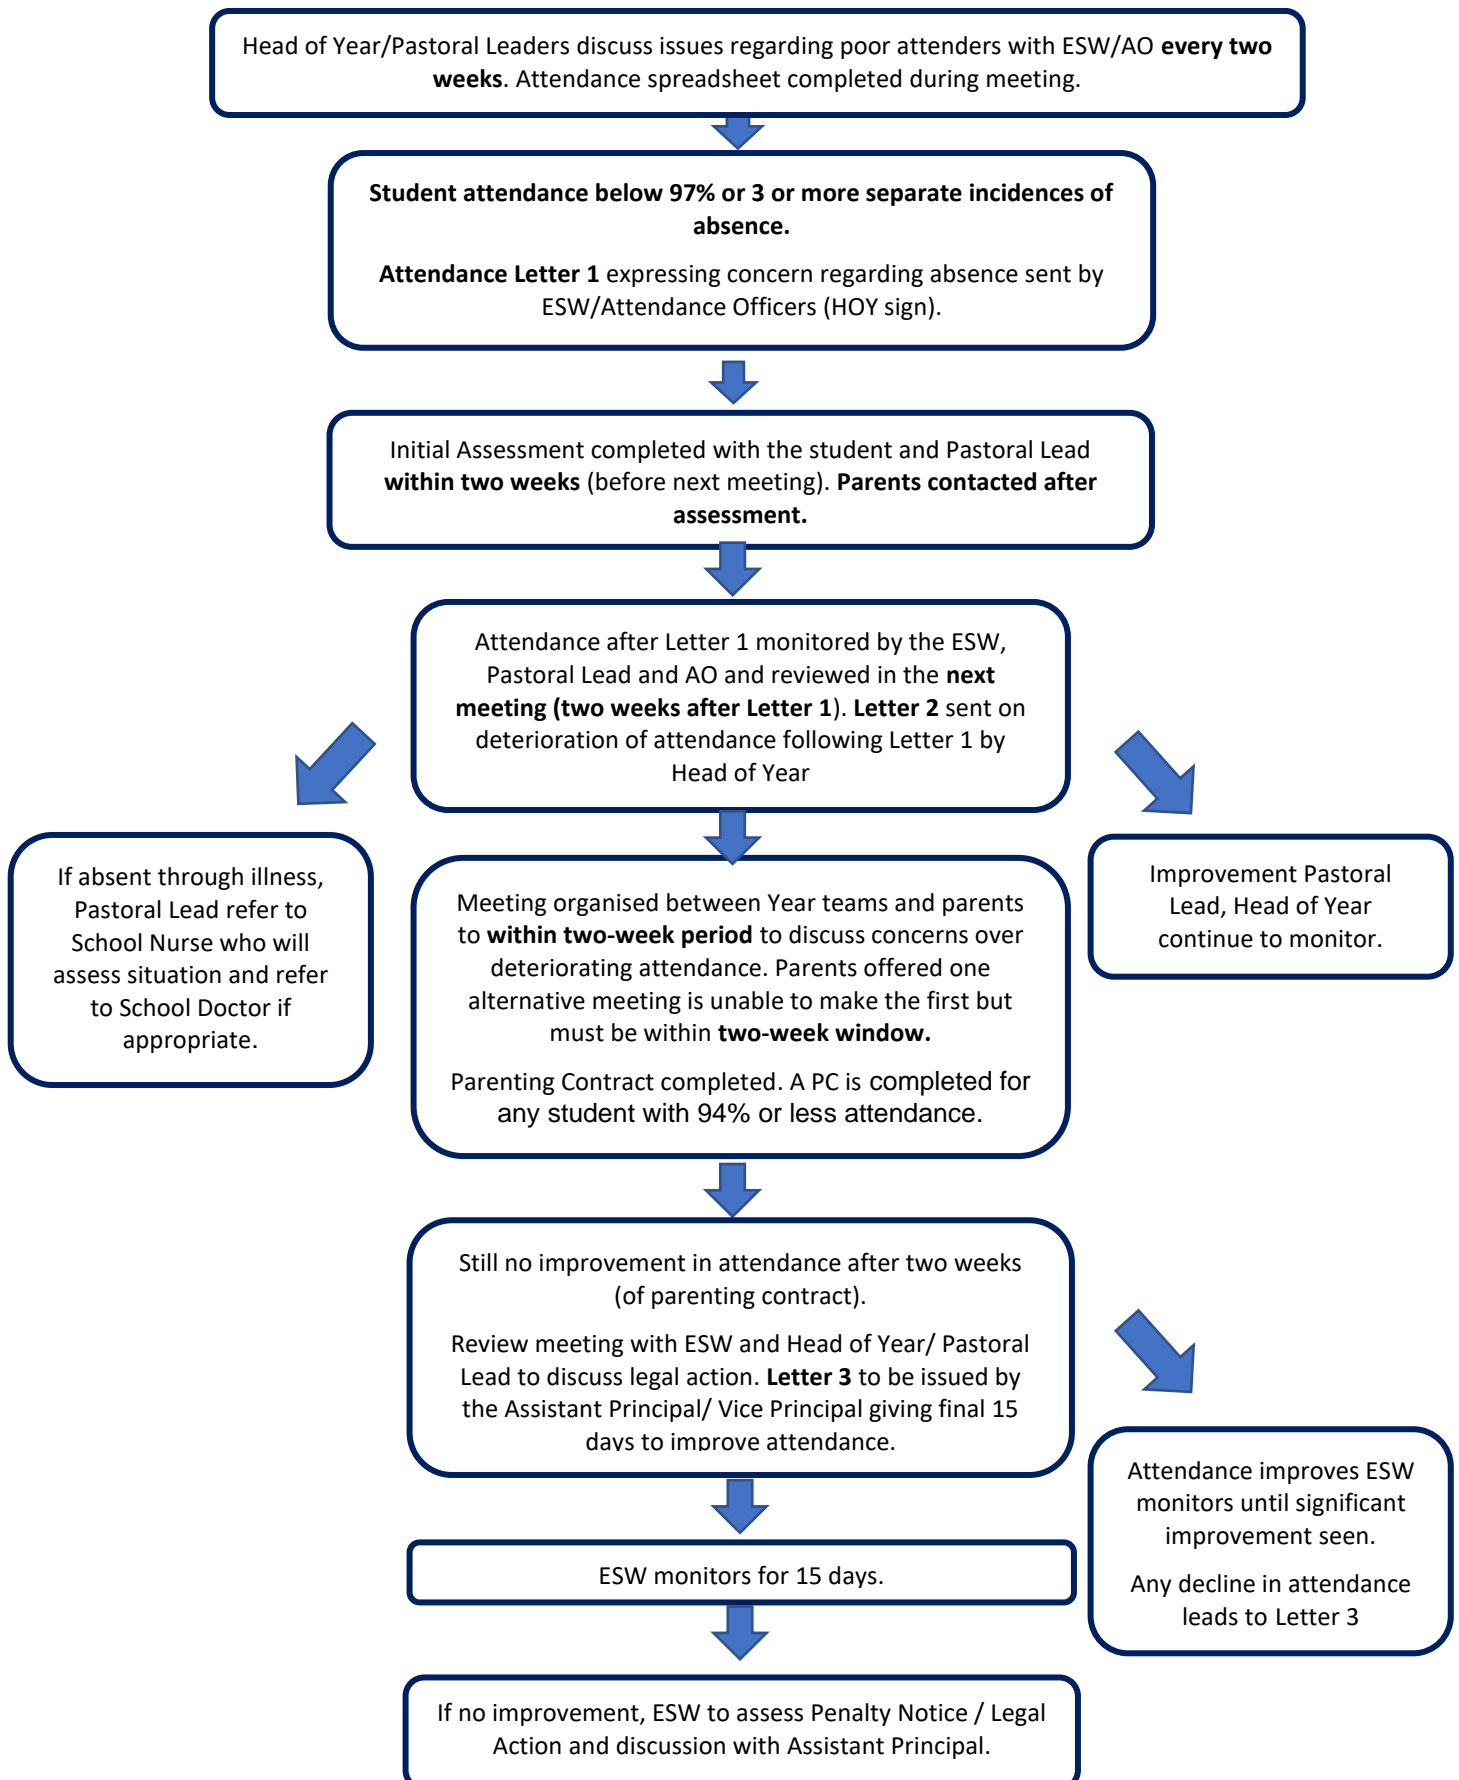 Head of Year/Pastoral Leaders discuss issues regarding poor attenders with ESW/AO every two
weeks. Attendance spreadsheet completed during meeting.
Student attendance below 97% or 3 or more separate incidences of
absence.
Attendance Letter 1 expressing concern regarding absence sent by
ESW/Attendance Officers (HOY sign).
Initial Assessment completed with the student and Pastoral Lead
within two weeks (before next meeting). Parents contacted after
assessment.
Attendance after Letter 1 monitored by the ESW,
Pastoral Lead and AO and reviewed in the next
meeting (two weeks after Letter 1). Letter 2 sent on
deterioration of attendance following Letter 1 by
Head of Year
If absent through illness,
Pastoral Lead refer to
School Nurse who will
assess situation and refer
to School Doctor if
appropriate.
Meeting organised between Year teams and parents
to within two-week period to discuss concerns over
deteriorating attendance. Parents offered one
alternative meeting is unable to make the first but
must be within two-week window.
Parenting Contract completed. A PC is completed for
any student with 94% or less attendance.
Improvement Pastoral
Lead, Head of Year
continue to monitor.
Still no improvement in attendance after two weeks
(of parenting contract).
Review meeting with ESW and Head of Year/ Pastoral
Lead to discuss legal action. Letter 3 to be issued by
the Assistant Principal/ Vice Principal giving final 15
days to improve attendance.
Attendance improves ESW
monitors until significant
improvement seen.
Any decline in attendance
leads to Letter 3
ESW monitors for 15 days.
If no improvement, ESW to assess Penalty Notice / Legal
Action and discussion with Assistant Principal.